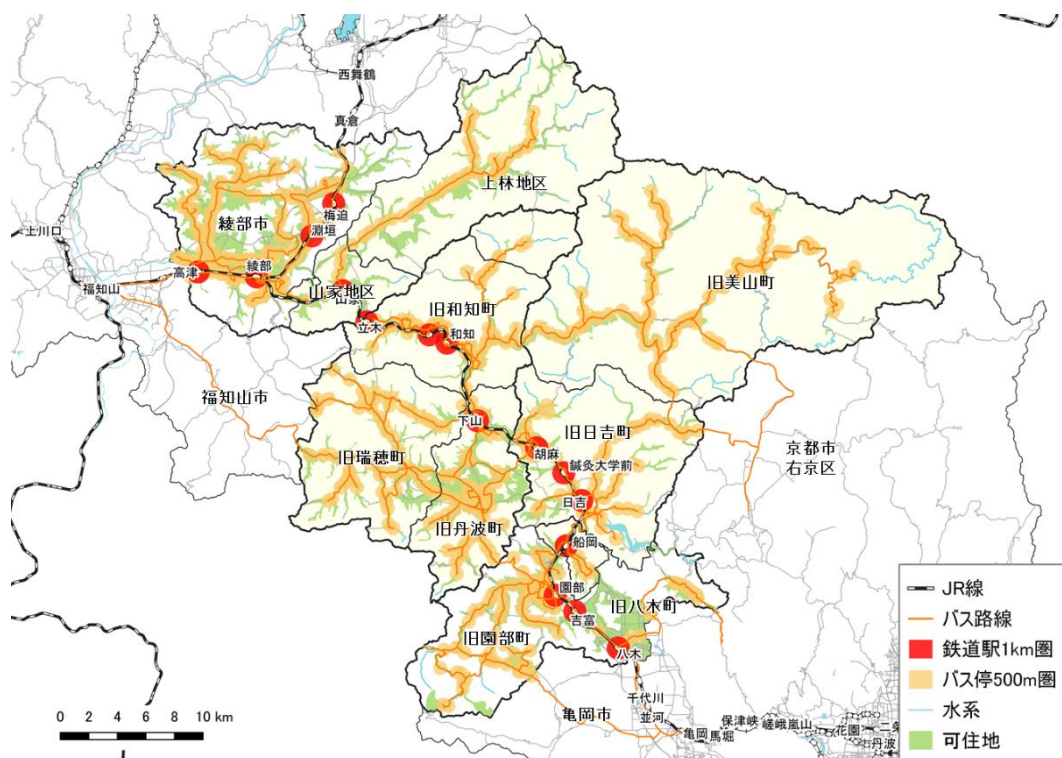 西舞鶴
真倉
上林地区
梅迫
綾部市
淵垣
上川口
高津
綾部
福知山
山家地区
旧美山町
旧和知町
立木
和知
福知山市
下山
旧日吉町
胡麻
京都市
右京区
旧瑞穂町
鍼灸大学前
日吉
旧丹波町
船岡
園部
旧八木町
吉富
旧園部町
八木
千代川
亀岡市
並河
亀岡
馬堀
保津峡
嵯峨嵐山
花園
二条
丹波
0 2 4 6 8 10 km
JR線
バス路線
鉄道駅1km圏
バス停500m圏
水系
可住地